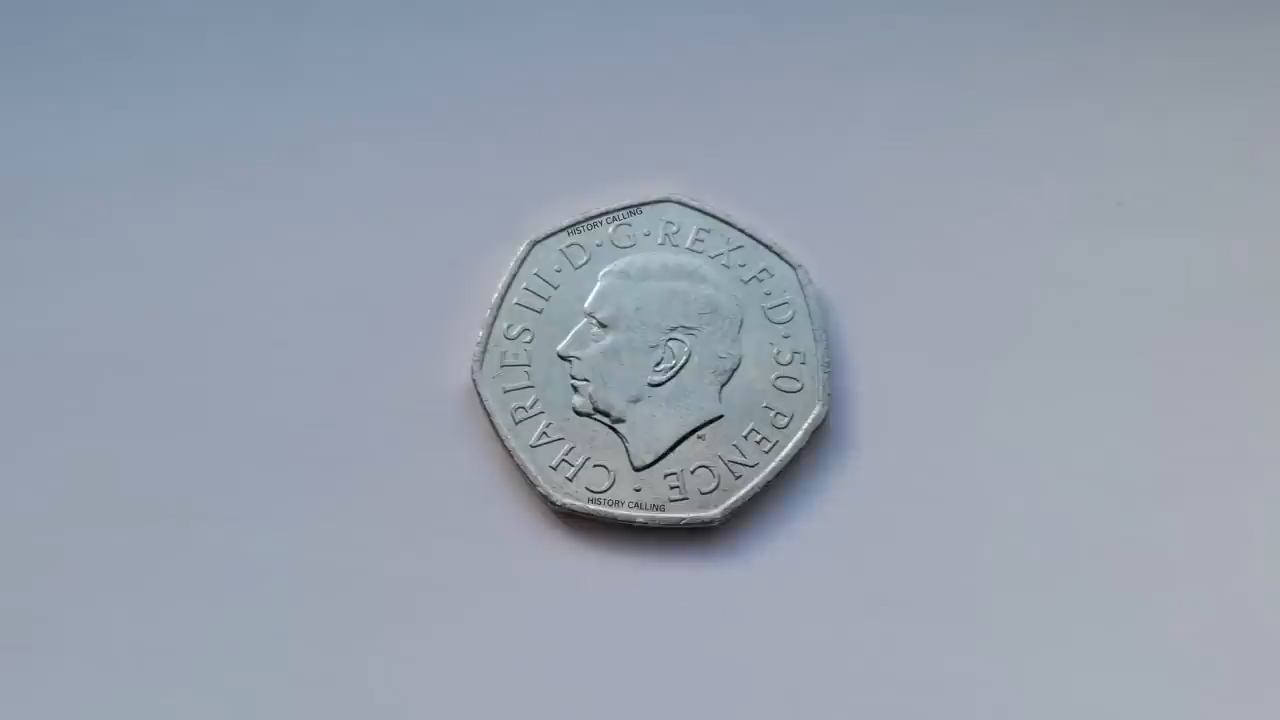 HISTORY CALLING
CHARLES III · D · G · REX · F · D · 50 PENCE ·
HISTORY CALLING